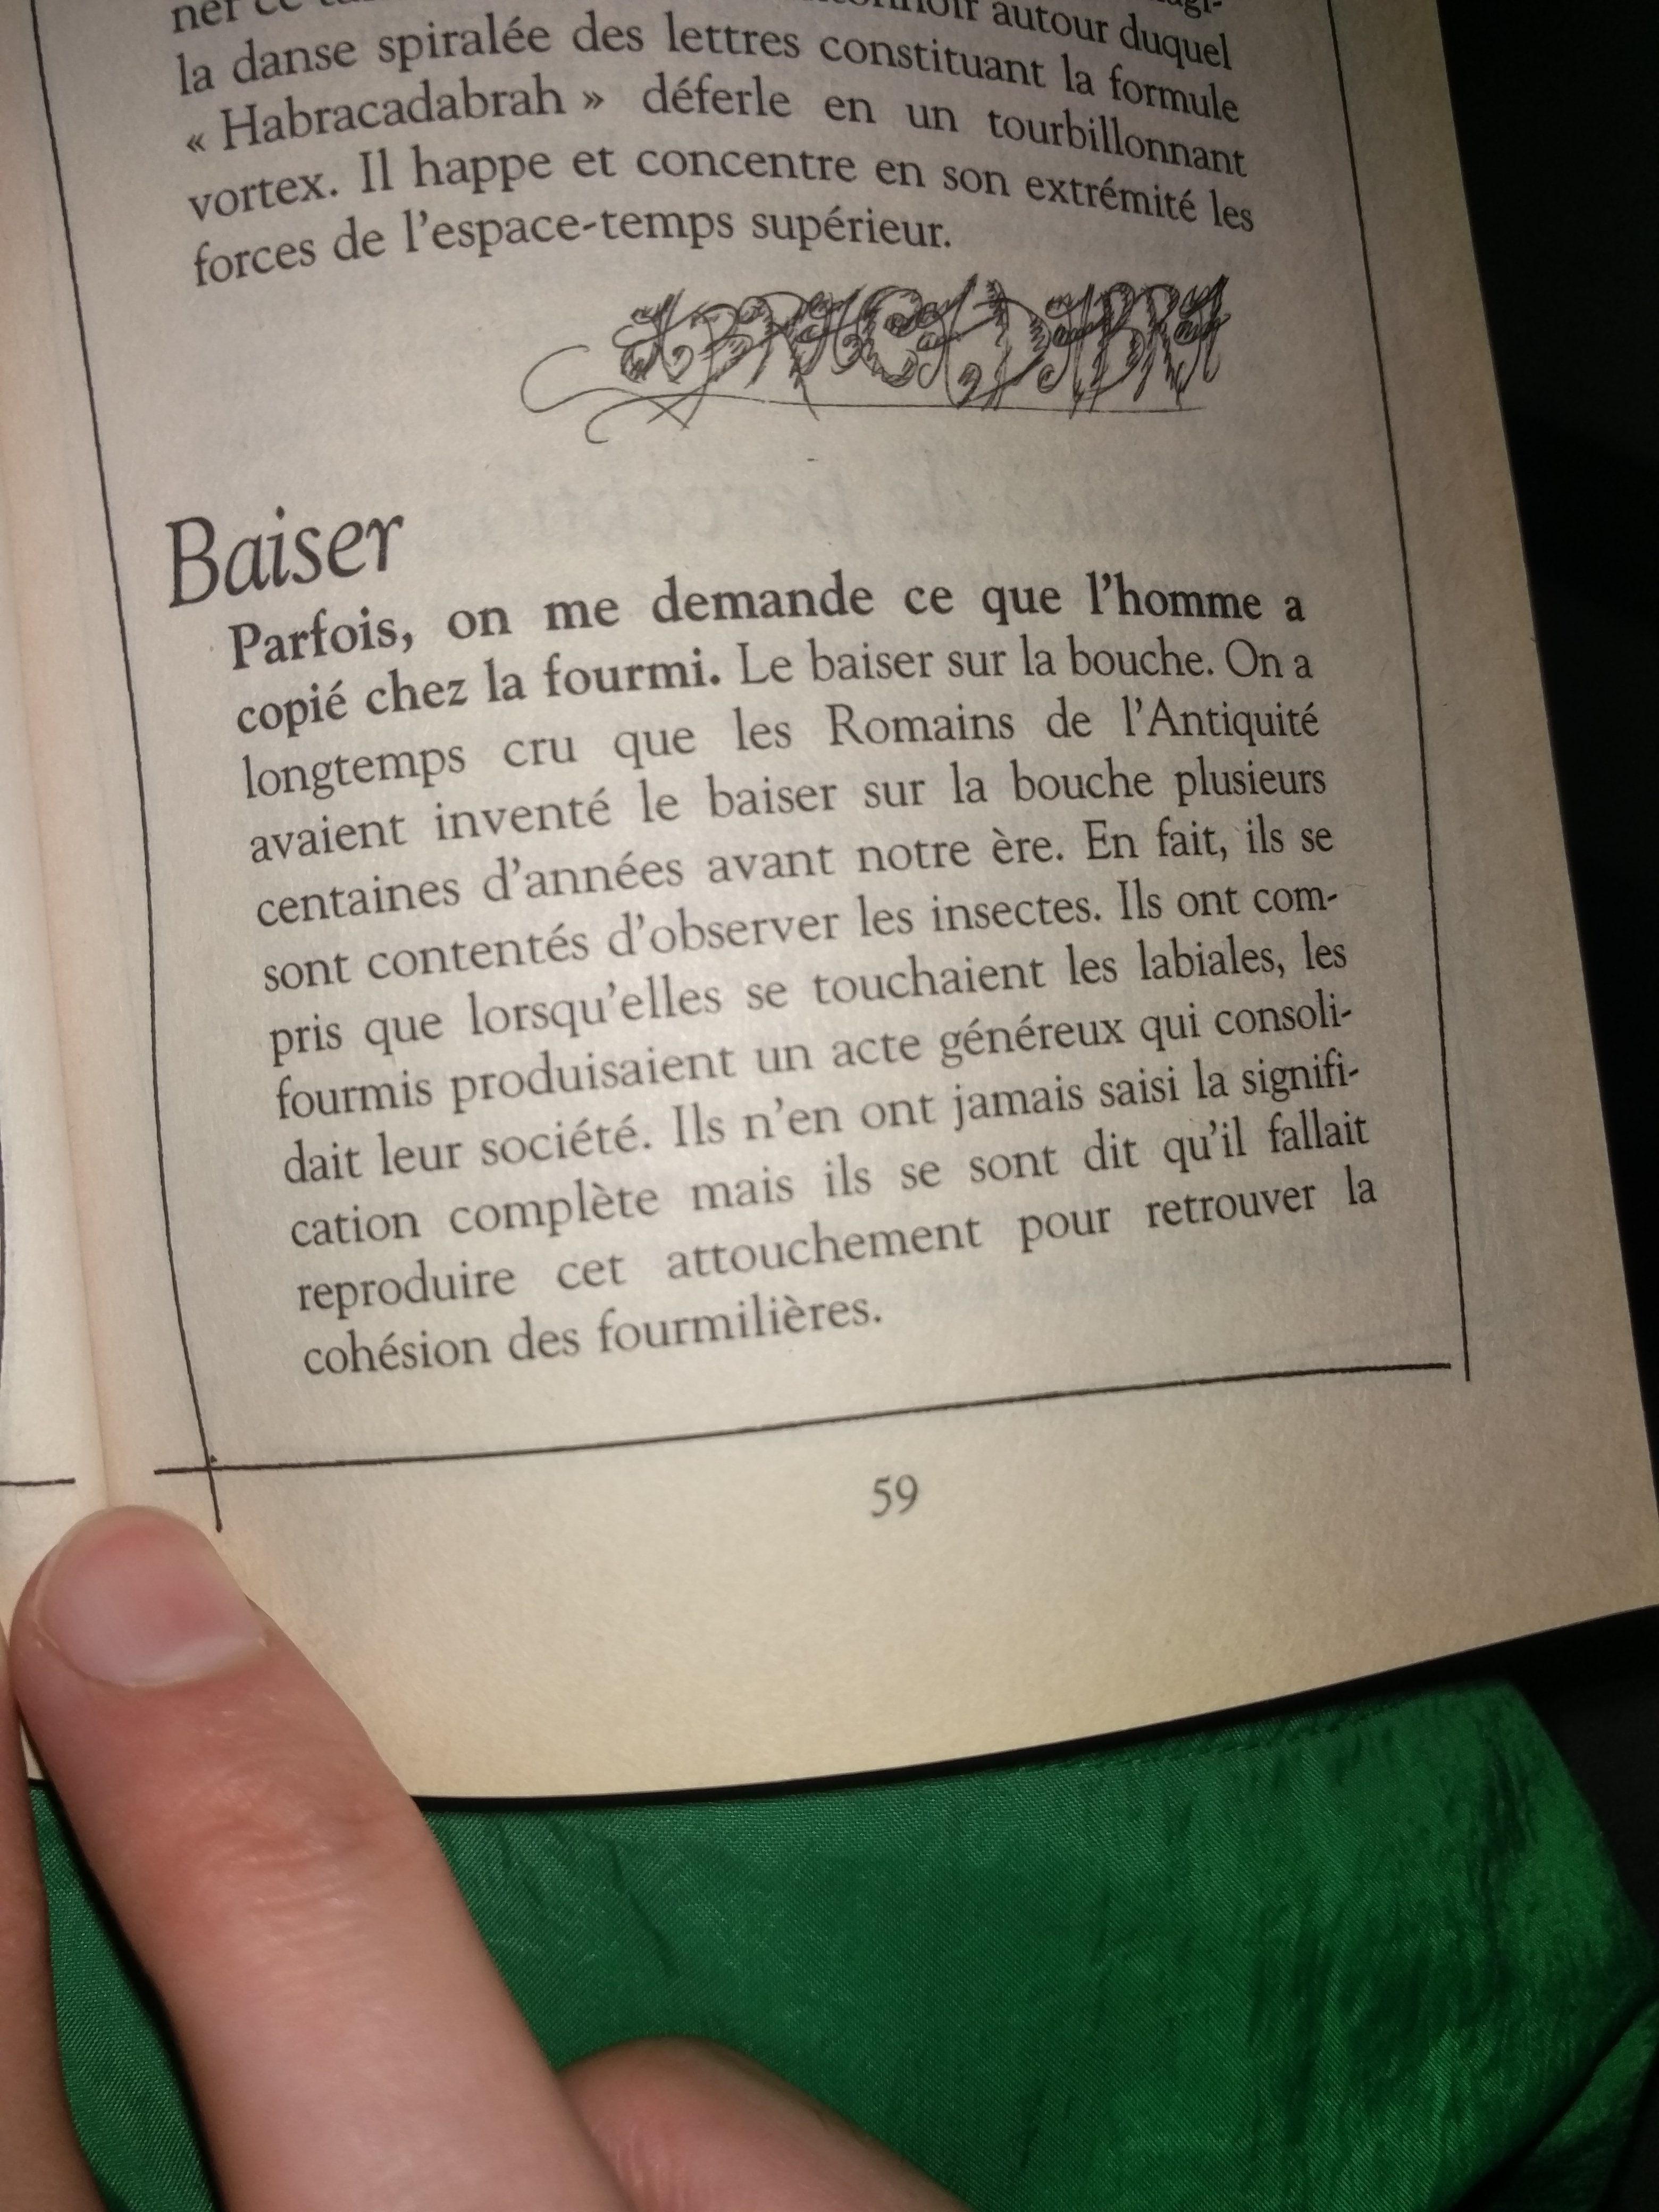 ner ce
autour duquel
la danse spiralée des lettres constituant la formule
« Habracadabrah » déferle en un tourbillonnant
vortex. Il happe et concentre en son extrémité les
forces de l'espace-temps supérieur.
ABRACADABRA
Baiser
Parfois, on me demande ce que l'homme a
copié chez la fourmi. Le baiser sur la bouche. On a
longtemps cru que les Romains de l'Antiquité
avaient inventé le baiser sur la bouche plusieurs
centaines d'années avant notre ère. En fait, ils se
sont contentés d'observer les insectes. Ils ont com-
pris que lorsqu'elles se touchaient les labiales, les
fourmis produisaient un acte généreux qui consoli-
dait leur société. Ils n'en ont jamais saisi la signifi-
cation complète mais ils se sont dit qu'il fallait
reproduire cet attouchement pour retrouver la
cohésion des fourmilières.
59